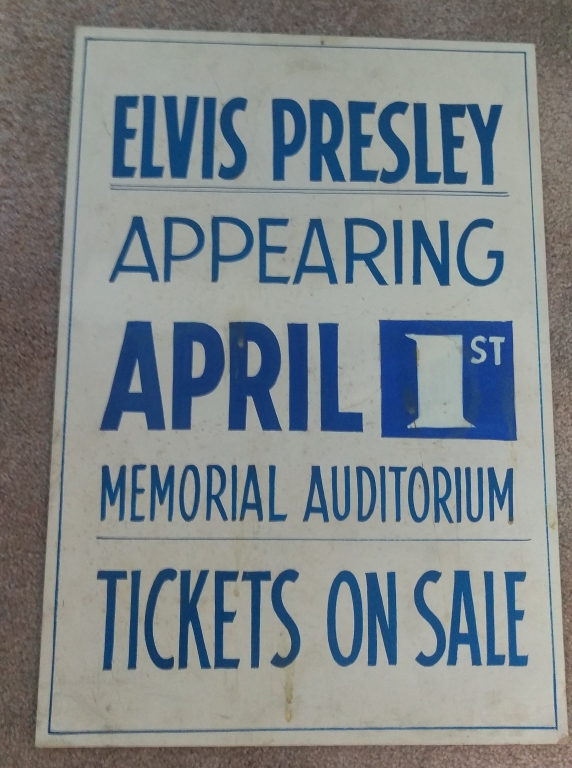 ELVIS PRESLEY
APPEARING
APRIL 1ST
MEMORIAL AUDITORIUM
TICKETS ON SALE